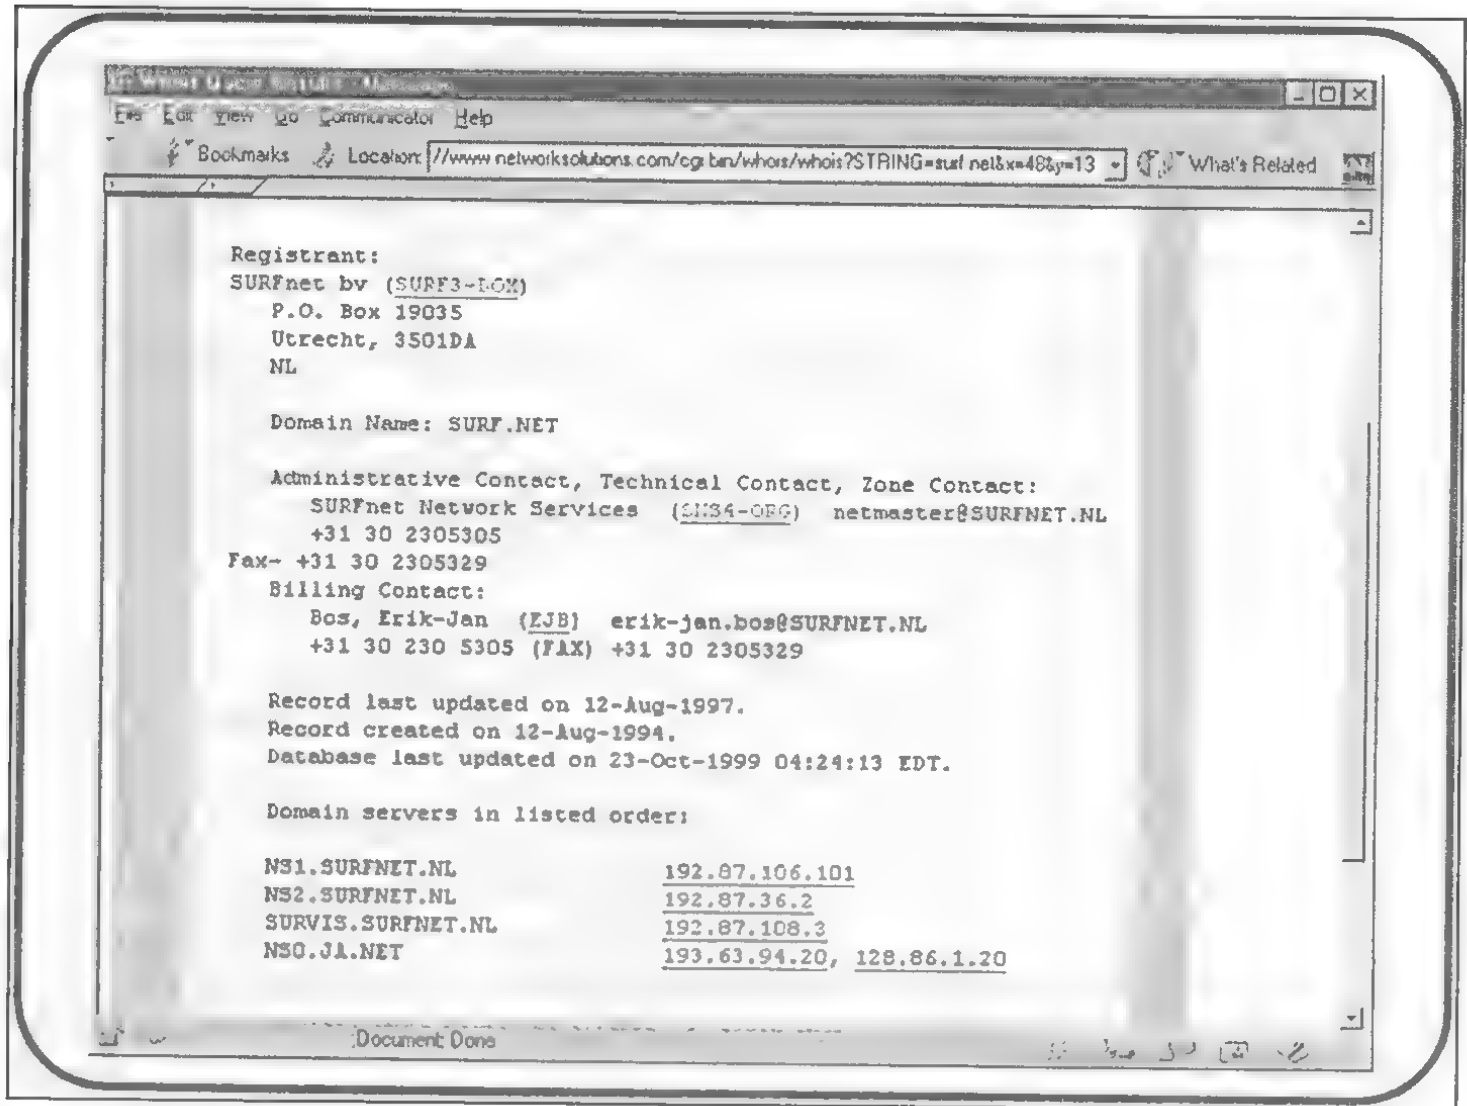 File Edit View Go Communicator Help
Bookmarks Location: //www.networksolutions.com/cgi-bin/whois/whois?STRING=surf.net&x=48&y=13 What's Related
Registrant:
SURFnet bv (SURF3-DOM)
P.O. Box 19035
Utrecht, 3501DA
NL
Domain Name: SURF.NET
Administrative Contact, Technical Contact, Zone Contact:
SURFnet Network Services (SNS4-ORG) netmaster@SURFNET.NL
+31 30 2305305
Fax- +31 30 2305329
Billing Contact:
Bos, Erik-Jan (EJB) erik-jan.bos@SURFNET.NL
+31 30 230 5305 (FAX) +31 30 2305329
Record last updated on 12-Aug-1997.
Record created on 12-Aug-1994.
Database last updated on 23-Oct-1999 04:24:13 EDT.
Domain servers in listed order:
NS1.SURFNET.NL 192.87.106.101
NS2.SURFNET.NL 192.87.36.2
SURVIS.SURFNET.NL 192.87.108.3
NS0.JA.NET 193.63.94.20, 128.86.1.20
Document: Done